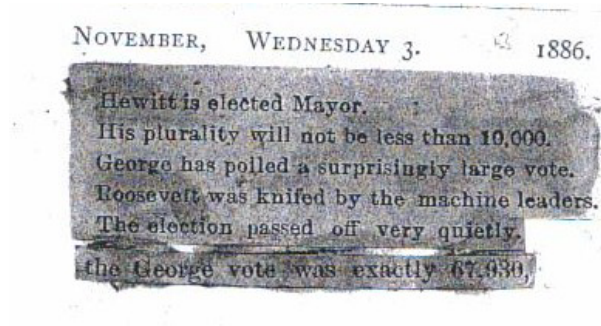 NOVEMBER, WEDNESDAY 3. 1886.
Hewitt is elected Mayor.
His plurality will not be less than 10,000.
George has polled a surprisingly large vote.
Roosevelt was knifed by the machine leaders.
The election passed off very quietly.
the George vote was exactly 67,930,